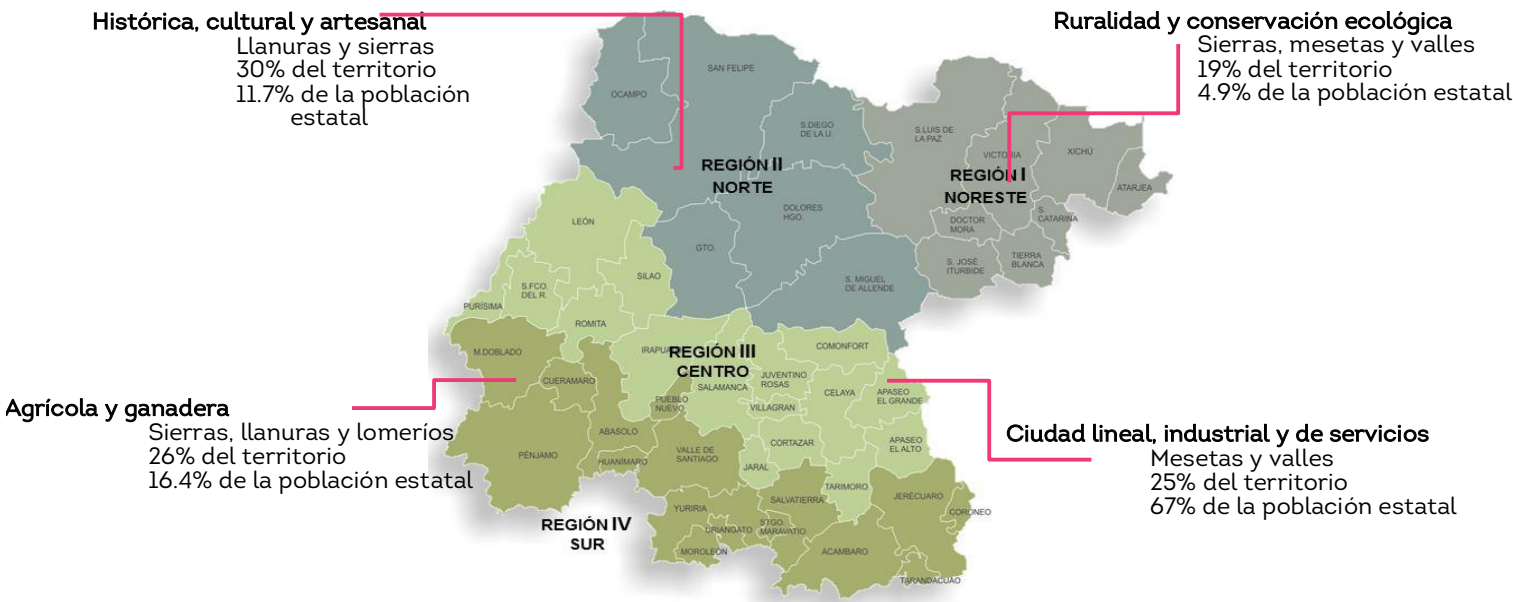 Histórica, cultural y artesanal
Llanuras y sierras
30% del territorio
11.7% de la población
estatal
Ruralidad y conservación ecológica
Sierras, mesetas y valles
19% del territorio
4.9% de la población estatal
SAN FELIPE
OCAMPO
S.DIEGO
DE LA U.
S.LUIS DE
LA PAZ
VICTORIA
XICHÚ
ATARJEA
REGIÓN II
NORTE
REGIÓN I
NORESTE
DOLORES
HGO.
DOCTOR
MORA
S.
CATARINA
LEÓN
GTO.
S. JOSÉ
ITURBIDE
TIERRA
BLANCA
SILAO
S. MIGUEL
DE ALLENDE
S.FCO.
DEL R.
PURÍSIMA
ROMITA
M.DOBLADO
IRAPUA
REGIÓN III
CENTRO
COMONFORT
CUERAMARO
SALAMANCA
JUVENTINO
ROSAS
CELAYA
APASEO
EL GRANDE
PUEBLO
NUEVO
VILLAGRAN
Agrícola y ganadera
Sierras, llanuras y lomeríos
26% del territorio
16.4% de la población estatal
ABASOLO
PÉNJAMO
HUANÍMARO
VALLE DE
SANTIAGO
CORTAZAR
APASEO
EL ALTO
JARAL
TARIMORO
Ciudad lineal, industrial y de servicios
Mesetas y valles
25% del territorio
67% de la población estatal
REGIÓN IV
SUR
YURIRIA
SALVATIERRA
JERÉCUARO
CORONEO
URIANGATO
STGO.
MARAVATIO
MOROLEÓN
ACAMBARO
TARANDACUAO